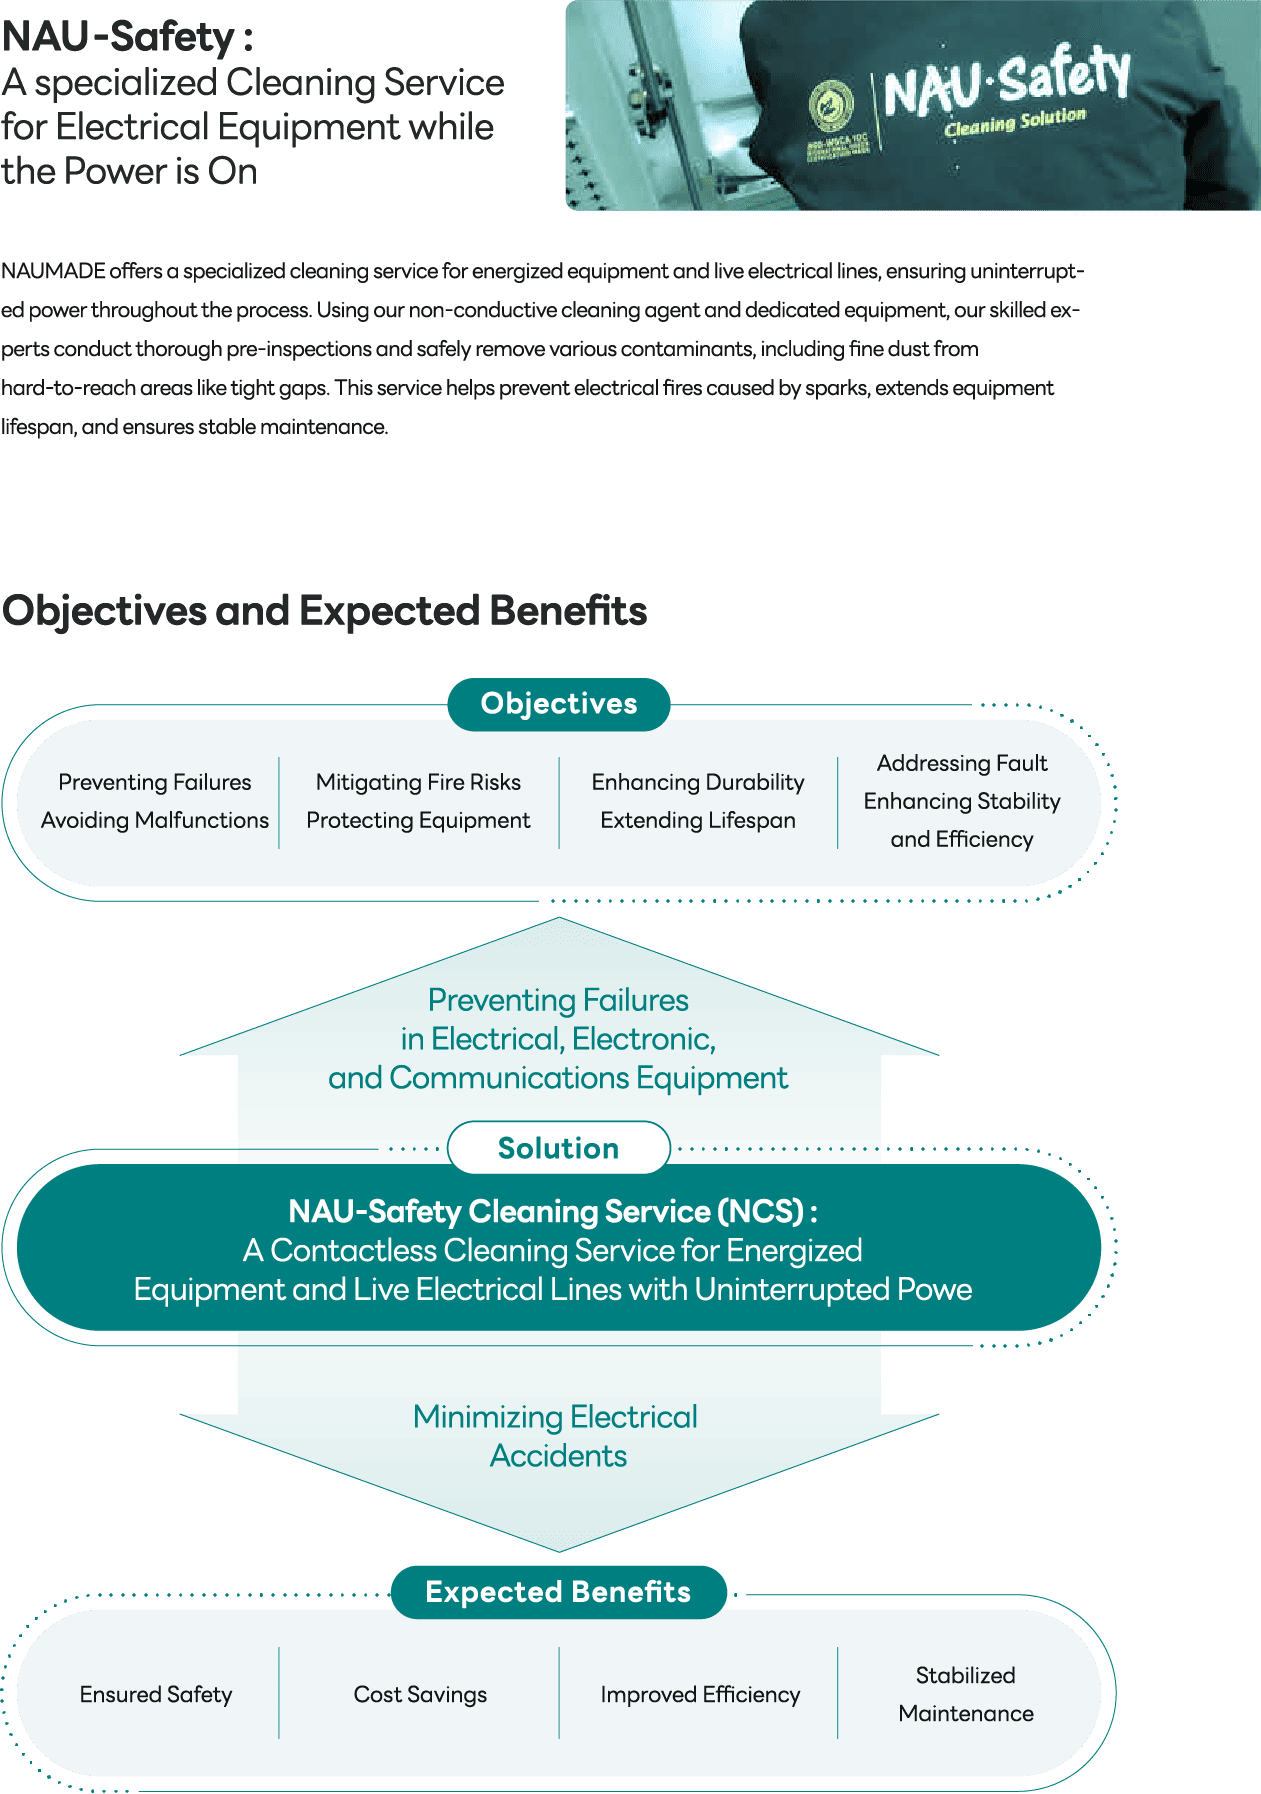 NAU-Safety :
A specialized Cleaning Service
for Electrical Equipment while
the Power is On
NAU·Safety
Cleaning Solution
NAUMADE offers a specialized cleaning service for energized equipment and live electrical lines, ensuring uninterrupt-
ed power throughout the process. Using our non-conductive cleaning agent and dedicated equipment, our skilled ex-
perts conduct thorough pre-inspections and safely remove various contaminants, including fine dust from
hard-to-reach areas like tight gaps. This service helps prevent electrical fires caused by sparks, extends equipment
lifespan, and ensures stable maintenance.
Objectives and Expected Benefits
Objectives
Preventing Failures
Avoiding Malfunctions
Mitigating Fire Risks
Protecting Equipment
Enhancing Durability
Extending Lifespan
Addressing Fault
Enhancing Stability
and Efficiency
Preventing Failures
in Electrical, Electronic,
and Communications Equipment
Solution
NAU-Safety Cleaning Service (NCS) :
A Contactless Cleaning Service for Energized
Equipment and Live Electrical Lines with Uninterrupted Powe
Minimizing Electrical
Accidents
Expected Benefits
Ensured Safety
Cost Savings
Improved Efficiency
Stabilized
Maintenance